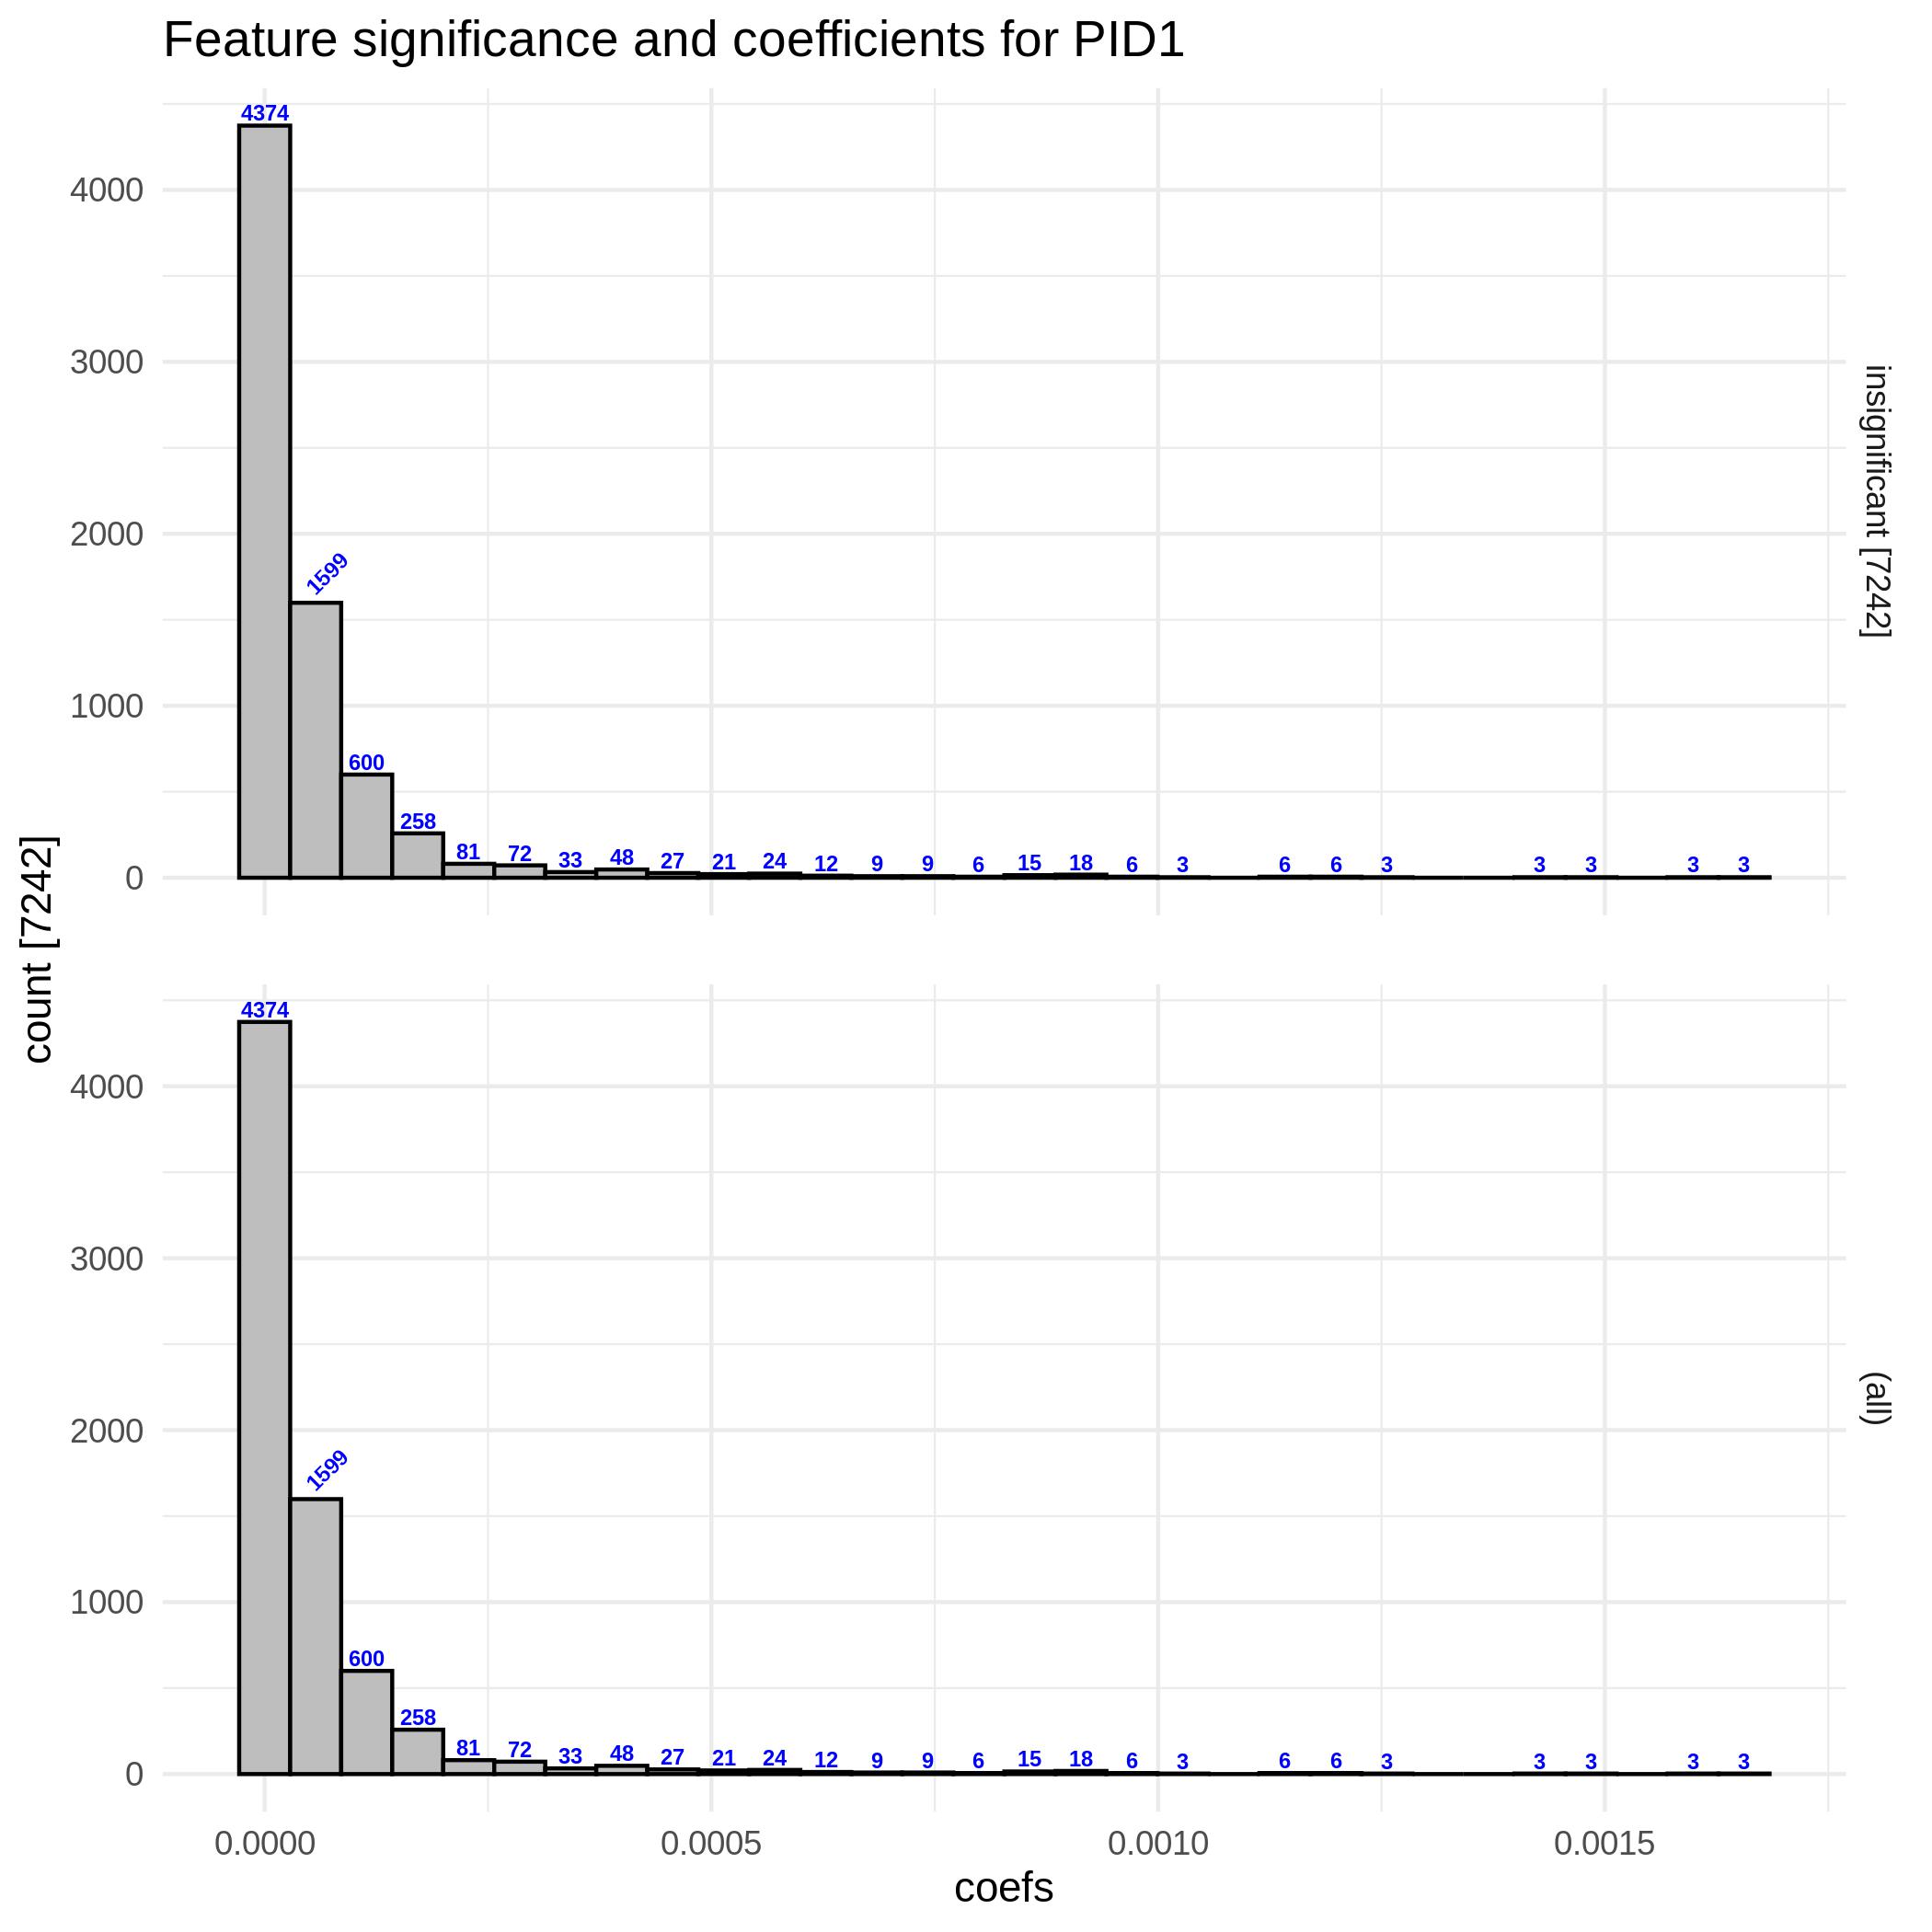 Feature significance and coefficients for PID1
count [7242]
4374
4000
3000
2000
1599
1000
600
258
81 72 33 48 27 21 24 12 9 9 6 15 18 6 3 6 6 3 3 3 3 3
0
insignificant [7242]
4374
4000
3000
2000
1599
1000
600
258
81 72 33 48 27 21 24 12 9 9 6 15 18 6 3 6 6 3 3 3 3 3
0
(all)
0.0000 0.0005 0.0010 0.0015
coefs